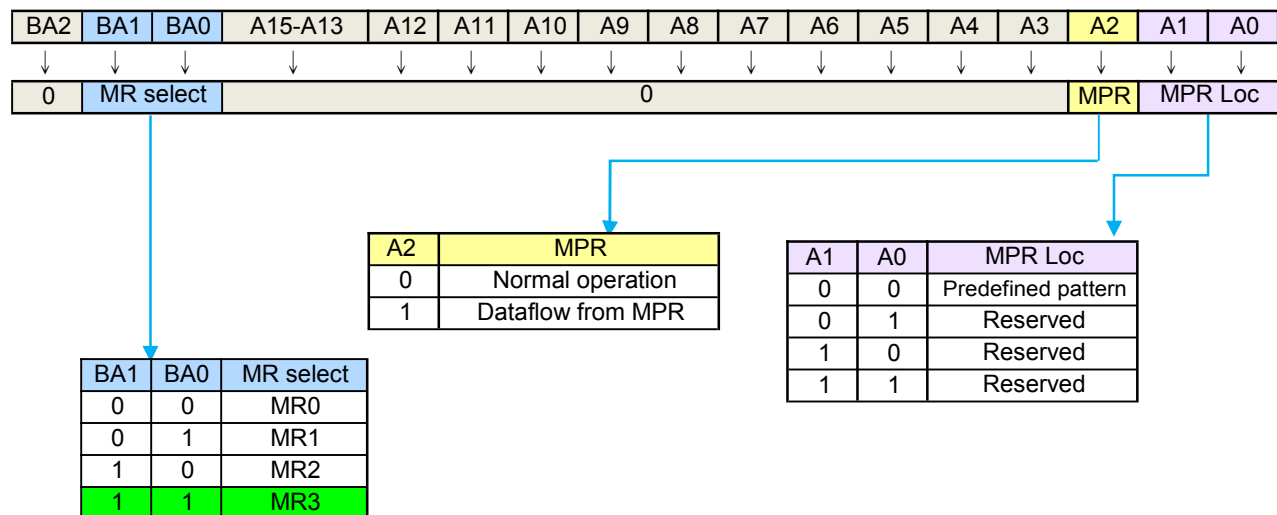 BA2 BA1 BA0 A15-A13 A12 A11 A10 A9 A8 A7 A6 A5 A4 A3 A2 A1 A0
0 MR select 0 MPR MPR Loc
A2 MPR
0 Normal operation
1 Dataflow from MPR
A1 A0 MPR Loc
0 0 Predefined pattern
0 1 Reserved
1 0 Reserved
1 1 Reserved
BA1 BA0 MR select
0 0 MR0
0 1 MR1
1 0 MR2
1 1 MR3